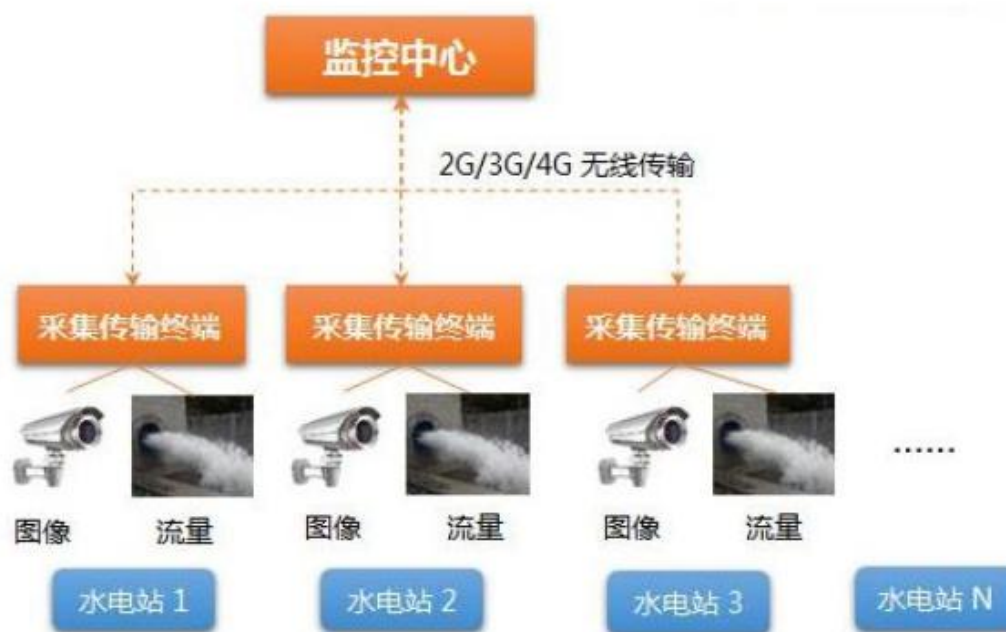 监控中心
2G/3G/4G 无线传输
采集传输终端 采集传输终端 采集传输终端
......
图像 流量 图像 流量 图像 流量
水电站 1 水电站 2 水电站 3 水电站 N